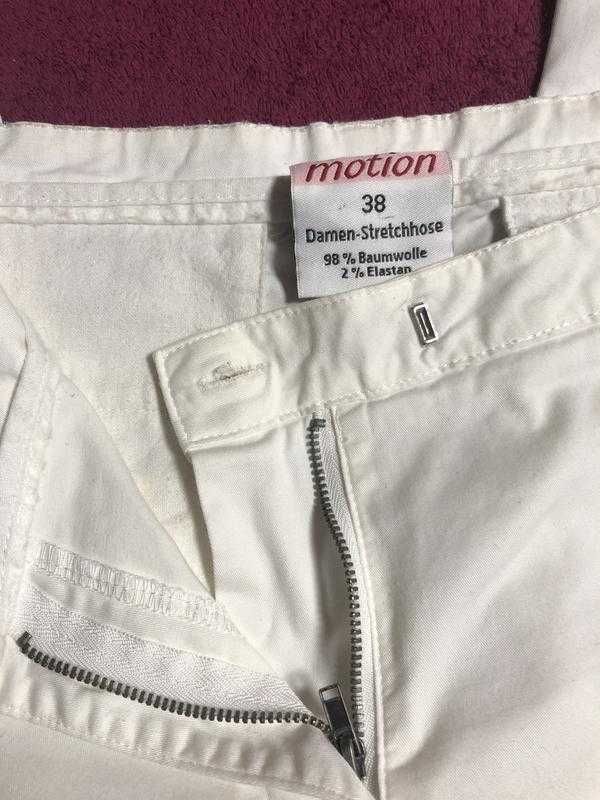 motion
38
Damen-Stretchhose
98 % Baumwolle
2 % Elastan